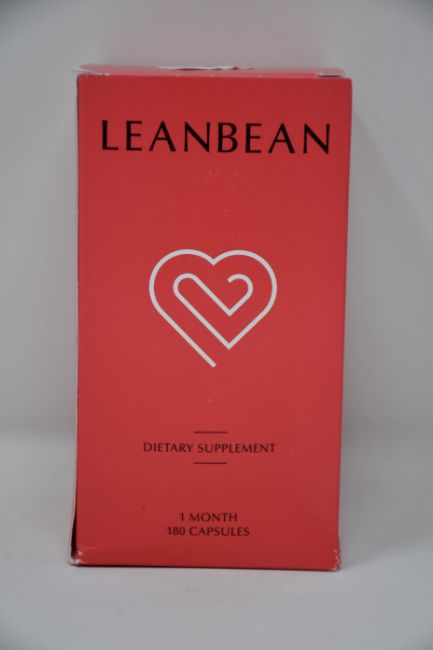 LEANBEAN
DIETARY SUPPLEMENT
1 MONTH
180 CAPSULES